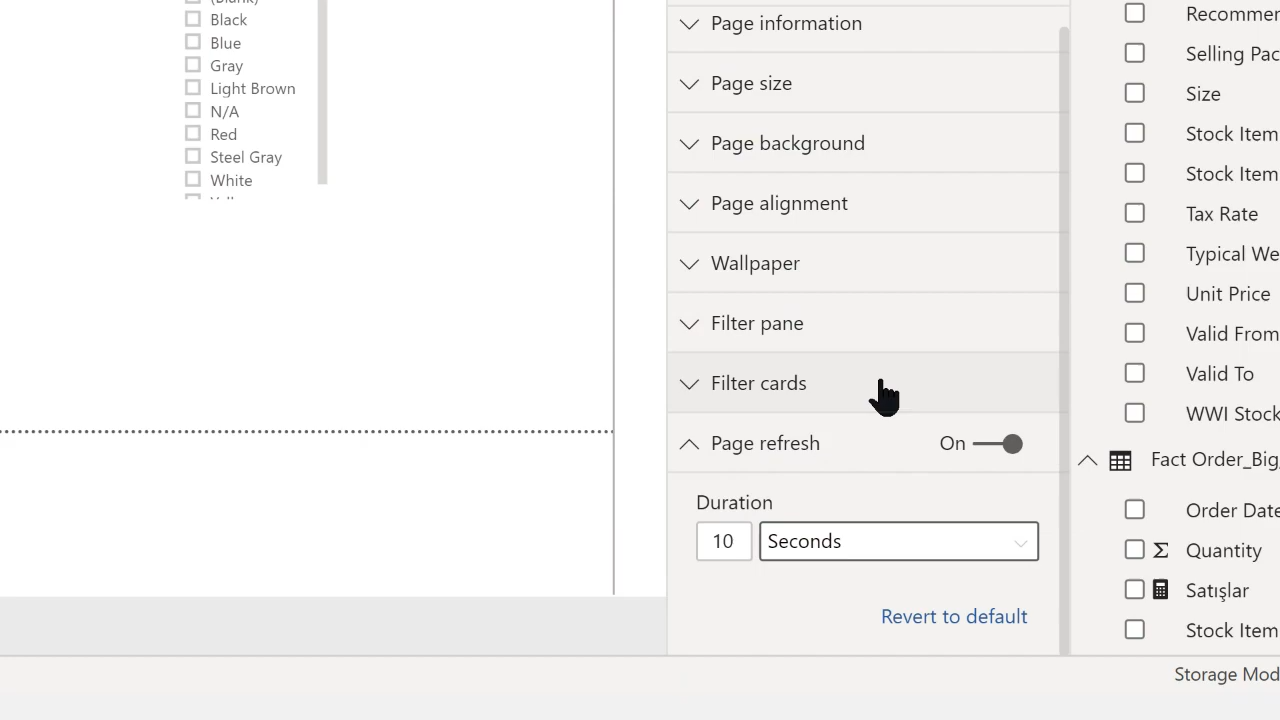 Black
Blue
Gray
Light Brown
N/A
Red
Steel Gray
White
Page information
Page size
Page background
Page alignment
Wallpaper
Filter pane
Filter cards
Page refresh
On
Duration
10
Seconds
Revert to default
Recommen
Selling Pac
Size
Stock Item
Stock Item
Tax Rate
Typical We
Unit Price
Valid From
Valid To
WWI Stock
Fact Order_Big_
Order Date
Quantity
Satışlar
Stock Item
Storage Mod